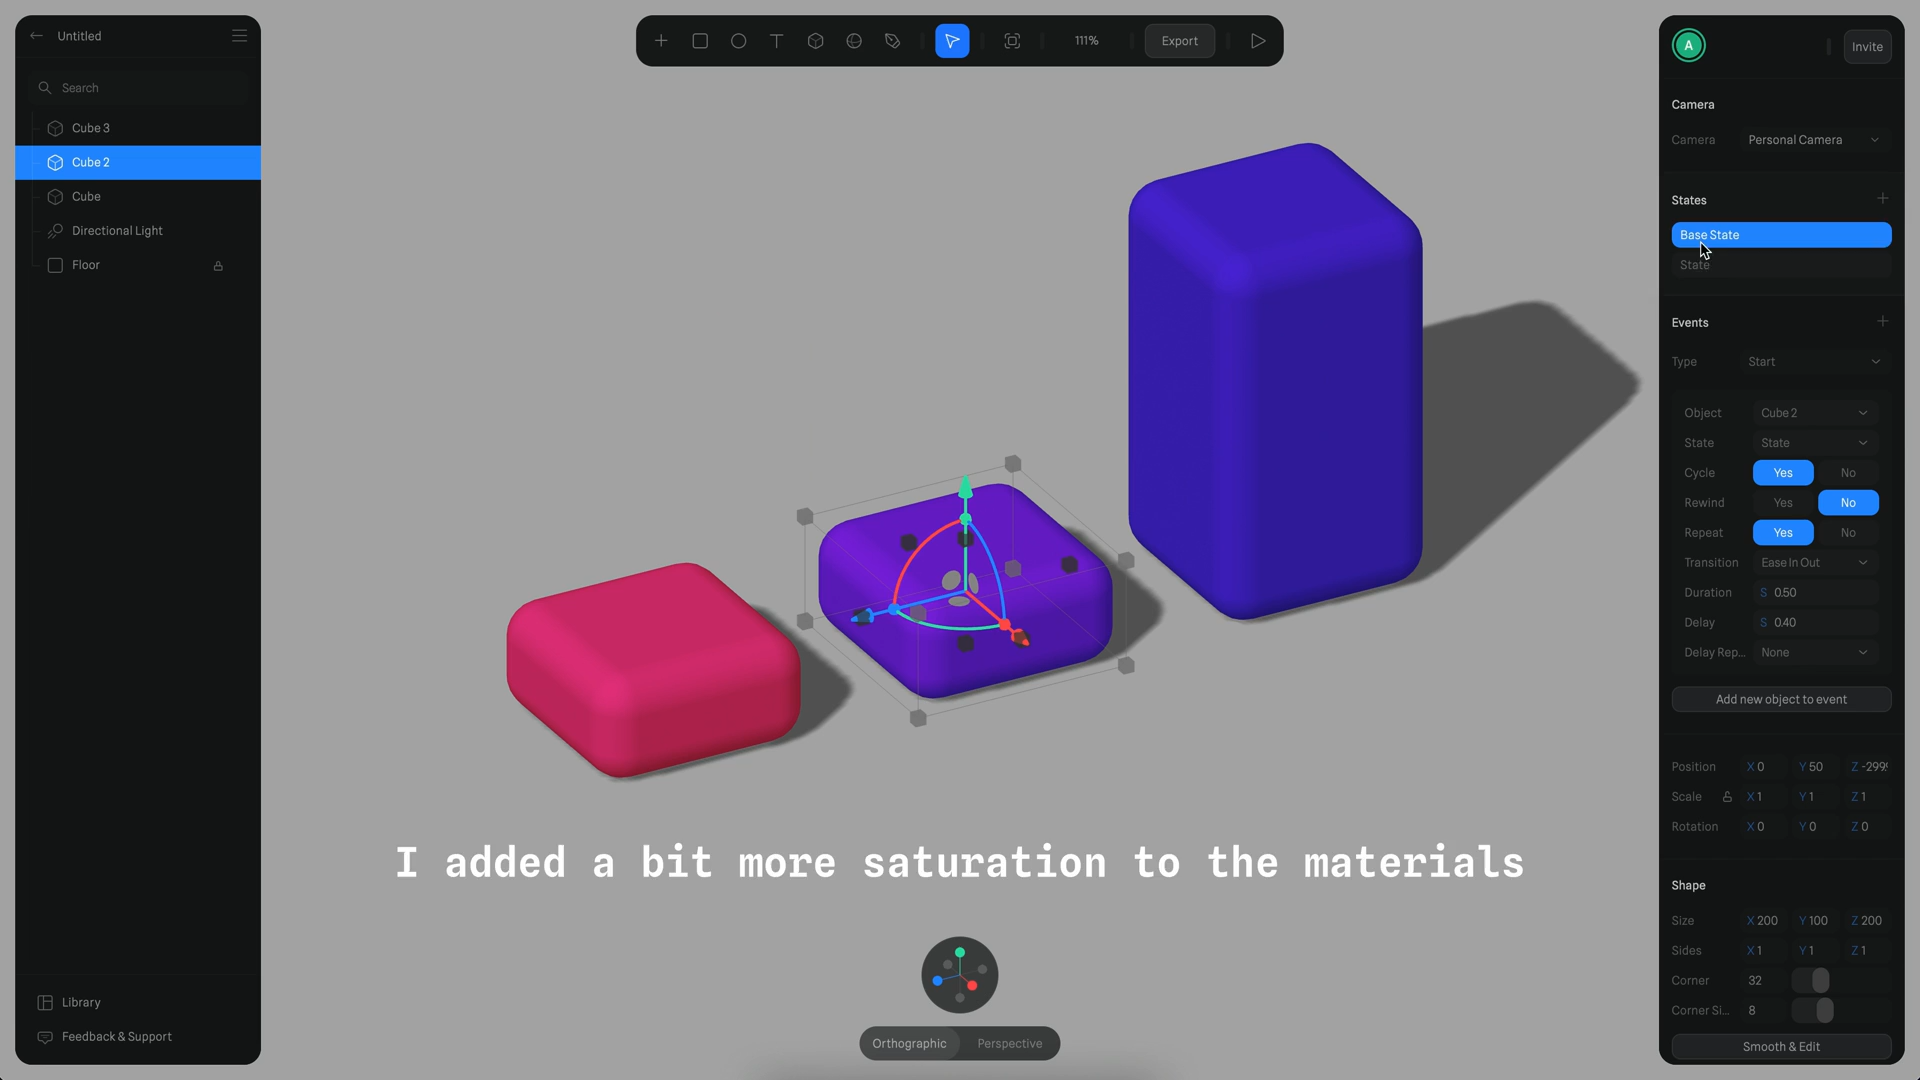 Untitled
Search
Cube 3
Cube 2
Cube
Directional Light
Floor
Library
Feedback & Support
111%
Export
I added a bit more saturation to the materials
Orthographic
Perspective
A
Invite
Camera
Camera Personal Camera
States
Base State
State
Events
Type Start
Object Cube 2
State State
Cycle Yes No
Rewind Yes No
Repeat Yes No
Transition Ease In Out
Duration S 0.50
Delay S 0.40
Delay Rep... None
Add new object to event
Position X 0 Y 50 Z -299
Scale X 1 Y 1 Z 1
Rotation X 0 Y 0 Z 0
Shape
Size X 200 Y 100 Z 200
Sides X 1 Y 1 Z 1
Corner 32
Corner Si... 8
Smooth & Edit